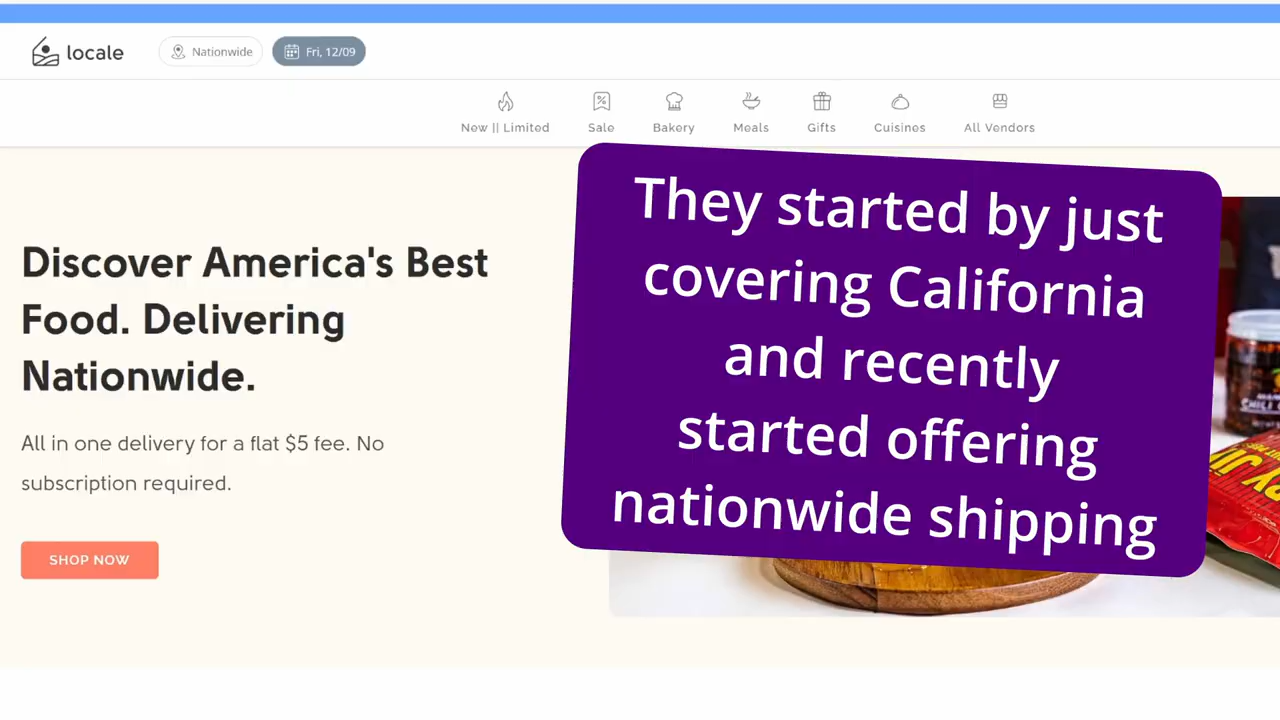 locale
Nationwide
Fri, 12/09
New || Limited
Sale
Bakery
Meals
Gifts
Cuisines
All Vendors
Discover America's Best
Food. Delivering
Nationwide.
All in one delivery for a flat $5 fee. No
subscription required.
SHOP NOW
They started by just
covering California
and recently
started offering
nationwide shipping